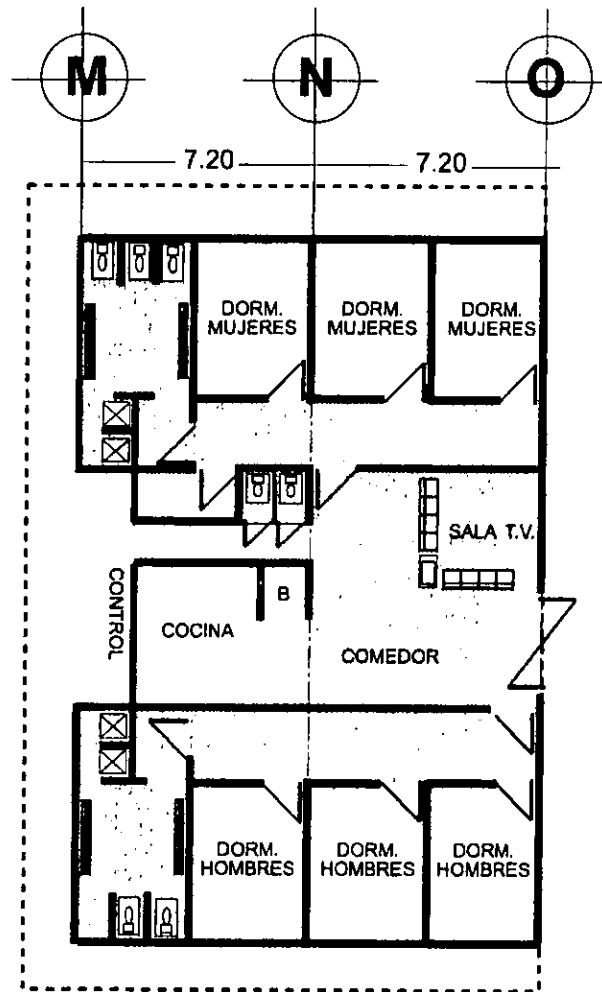 M N O
7.20 7.20
DORM.
MUJERES
DORM.
MUJERES
DORM.
MUJERES
SALA T.V.
CONTROL
COCINA
B
COMEDOR
DORM.
HOMBRES
DORM.
HOMBRES
DORM.
HOMBRES